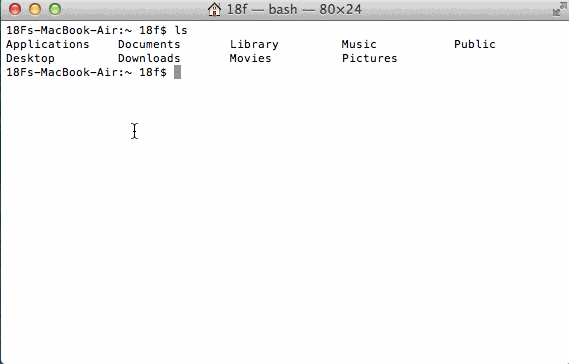 18f — bash — 80×24
18Fs-MacBook-Air:~ 18f$ ls
Applications Documents Library Music Public
Desktop Downloads Movies Pictures
18Fs-MacBook-Air:~ 18f$